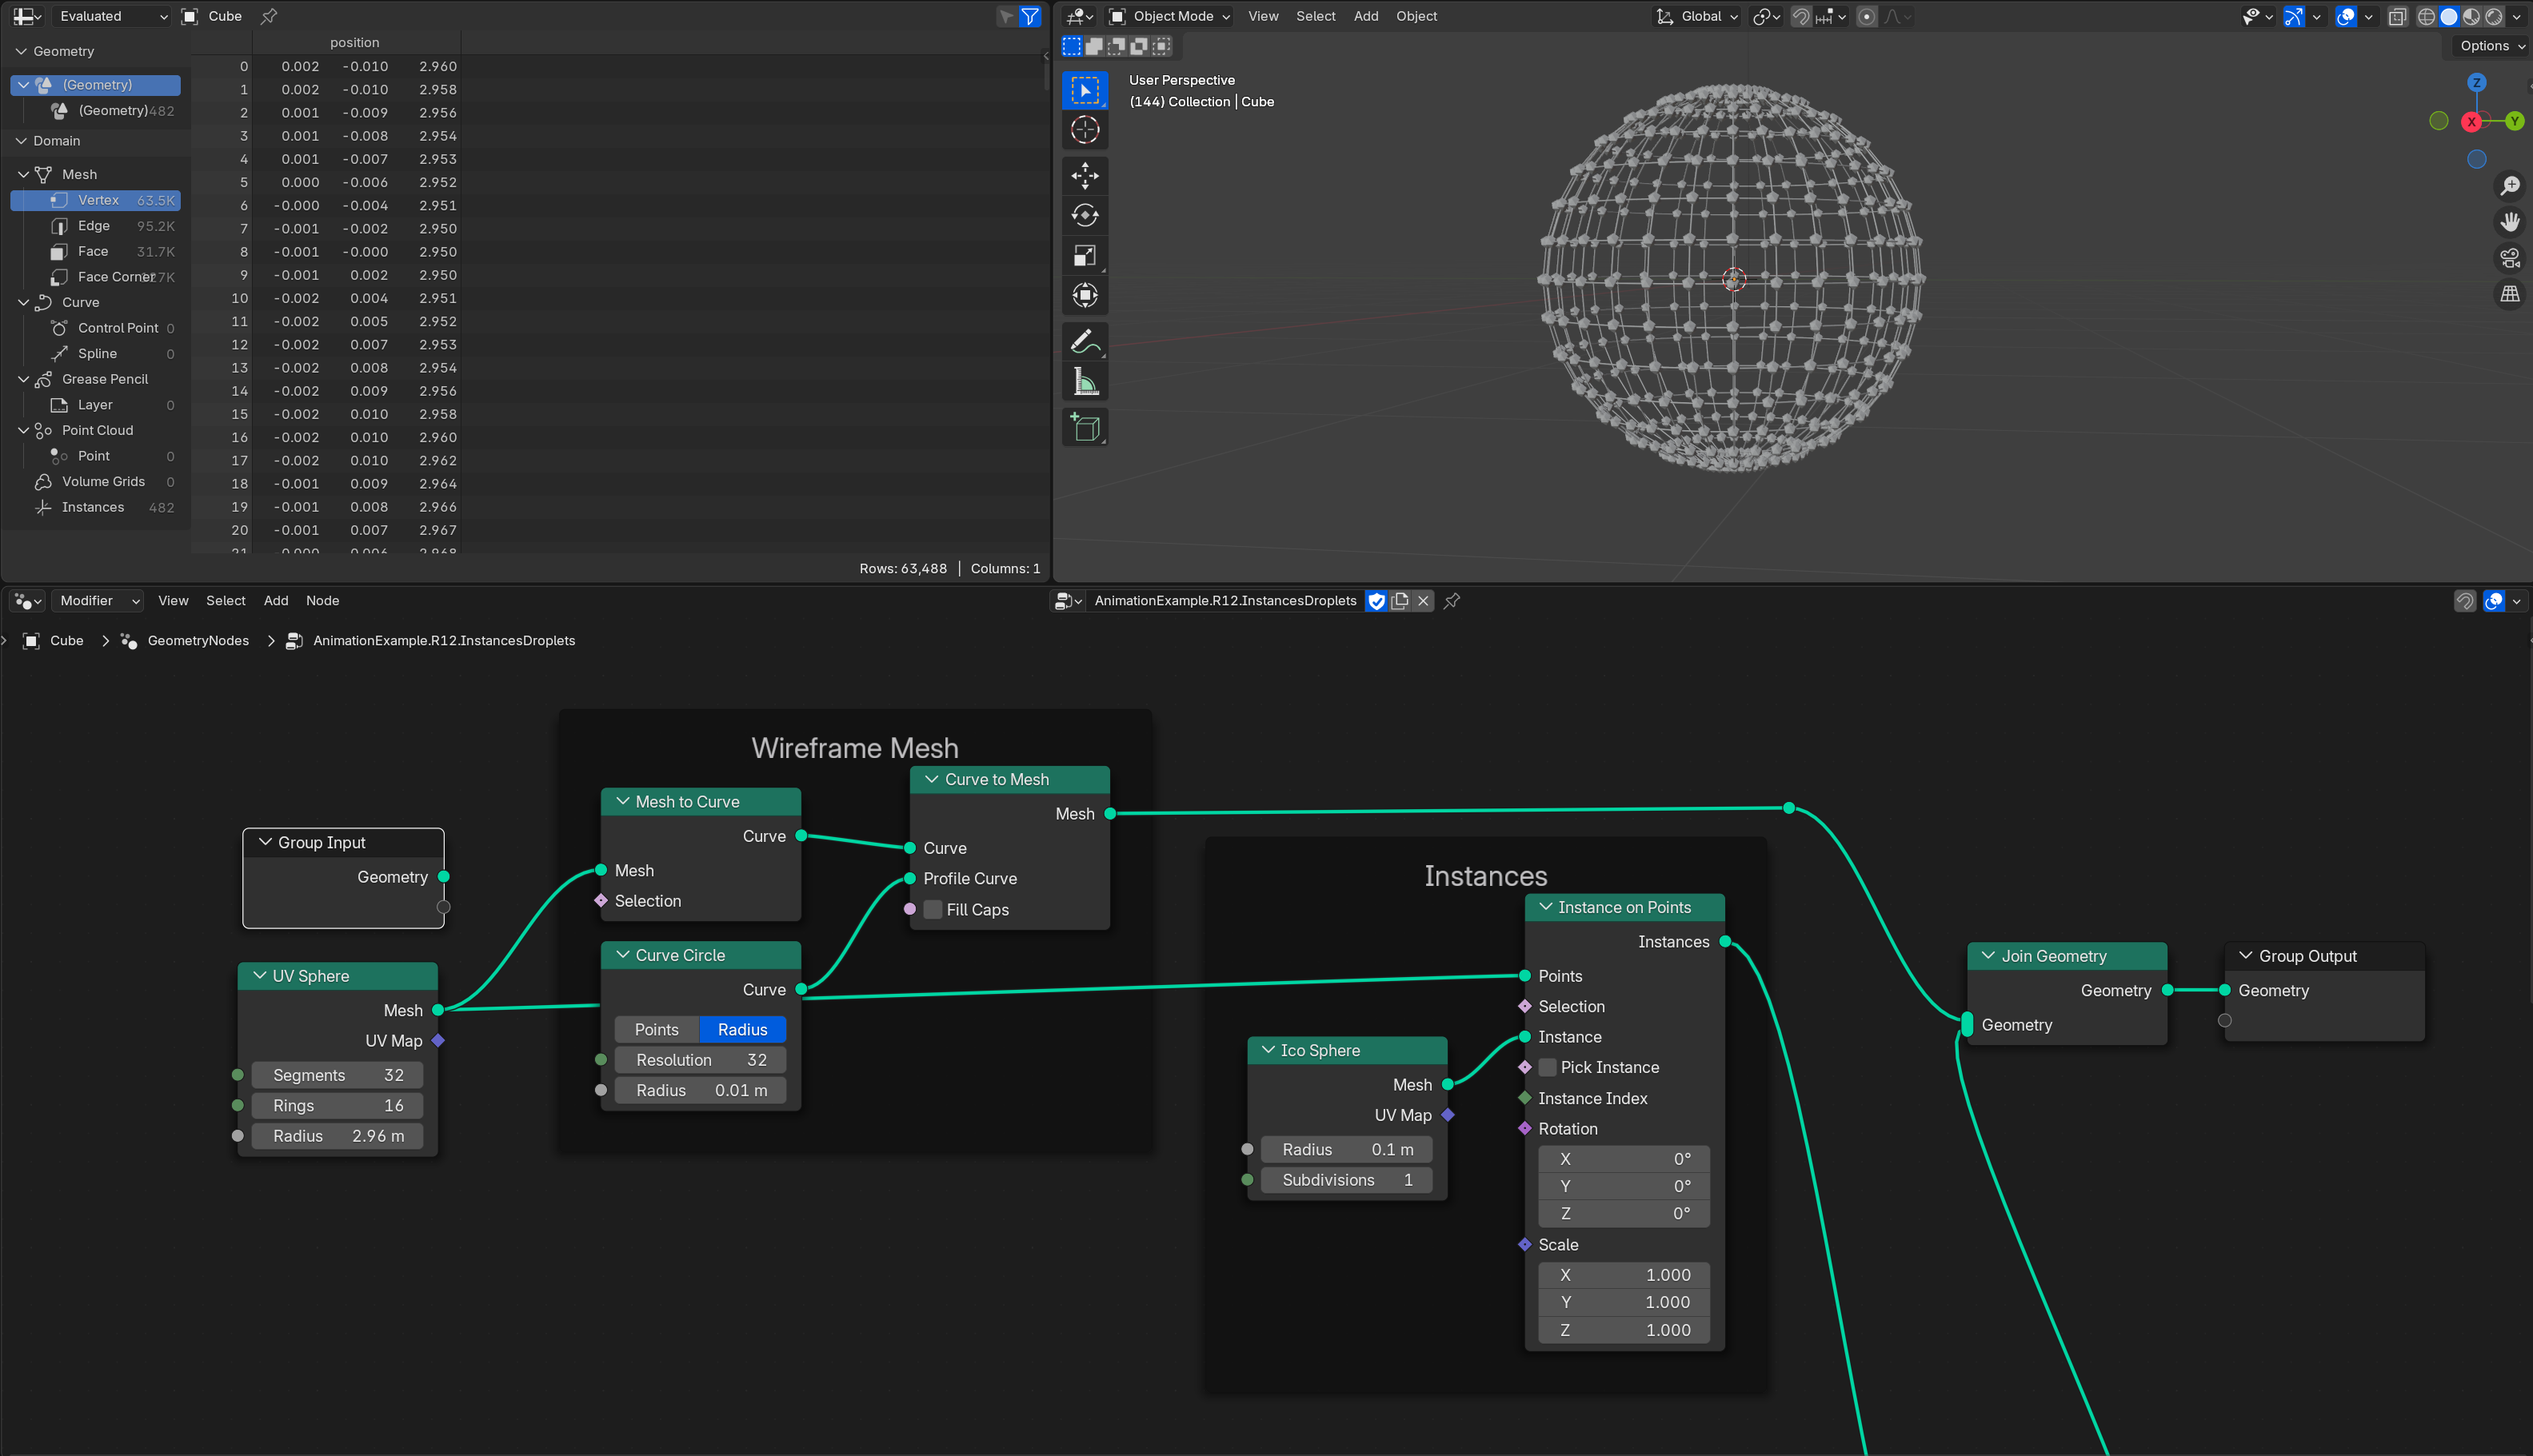 Evaluated
Cube
Geometry
(Geometry)
(Geometry) 482
Domain
Mesh
Vertex 63.5K
Edge 95.2K
Face 31.7K
Face Corner
Curve
Control Point 0
Spline 0
Grease Pencil
Layer 0
Point Cloud
Point 0
Volume Grids 0
Instances 482
position
0 0.002 -0.010 2.960
1 0.002 -0.010 2.958
2 0.001 -0.009 2.956
3 0.001 -0.008 2.954
4 0.001 -0.007 2.953
5 0.000 -0.006 2.952
6 -0.000 -0.004 2.951
7 -0.001 -0.002 2.950
8 -0.001 -0.000 2.950
9 -0.001 0.002 2.950
10 -0.002 0.004 2.951
11 -0.002 0.005 2.952
12 -0.002 0.007 2.953
13 -0.002 0.008 2.954
14 -0.002 0.009 2.956
15 -0.002 0.010 2.958
16 -0.002 0.010 2.960
17 -0.002 0.010 2.962
18 -0.001 0.009 2.964
19 -0.001 0.008 2.966
20 -0.001 0.007 2.967
Rows: 63,488 | Columns: 1
Object Mode View Select Add Object
Global
Options
User Perspective
(144) Collection | Cube
Z
X
Y
Modifier View Select Add Node
AnimationExample.R12.InstancesDroplets
Cube > GeometryNodes > AnimationExample.R12.InstancesDroplets
Group Input
Geometry
UV Sphere
Mesh
UV Map
Segments 32
Rings 16
Radius 2.96 m
Wireframe Mesh
Mesh to Curve
Curve
Mesh
Selection
Curve Circle
Curve
Points Radius
Resolution 32
Radius 0.01 m
Curve to Mesh
Mesh
Curve
Profile Curve
Fill Caps
Instances
Ico Sphere
Mesh
UV Map
Radius 0.1 m
Subdivisions 1
Instance on Points
Instances
Points
Selection
Instance
Pick Instance
Instance Index
Rotation
X 0°
Y 0°
Z 0°
Scale
X 1.000
Y 1.000
Z 1.000
Join Geometry
Geometry
Geometry
Group Output
Geometry